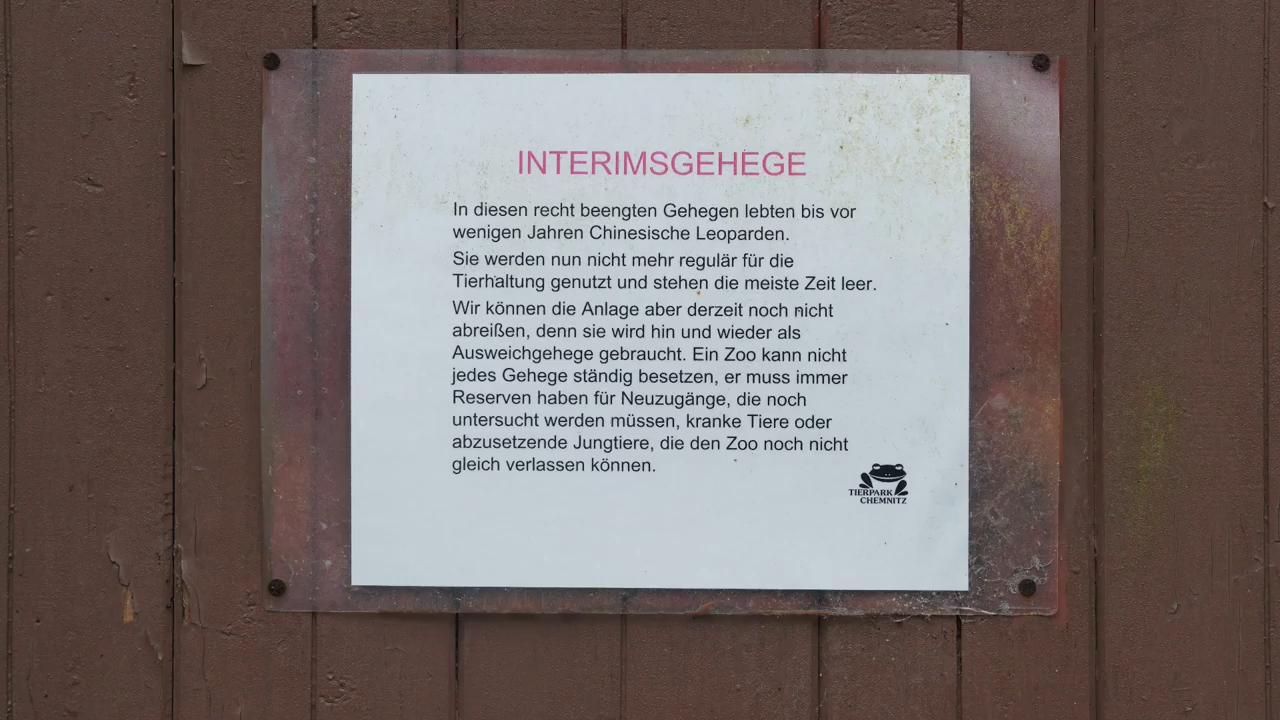 INTERIMSGEHEGE
In diesen recht beengten Gehegen lebten bis vor
wenigen Jahren Chinesische Leoparden.
Sie werden nun nicht mehr regulär für die
Tierhaltung genutzt und stehen die meiste Zeit leer.
Wir können die Anlage aber derzeit noch nicht
abreißen, denn sie wird hin und wieder als
Ausweichgehege gebraucht. Ein Zoo kann nicht
jedes Gehege ständig besetzen, er muss immer
Reserven haben für Neuzugänge, die noch
untersucht werden müssen, kranke Tiere oder
abzusetzende Jungtiere, die den Zoo noch nicht
gleich verlassen können.
TIERPARK
CHEMNITZ